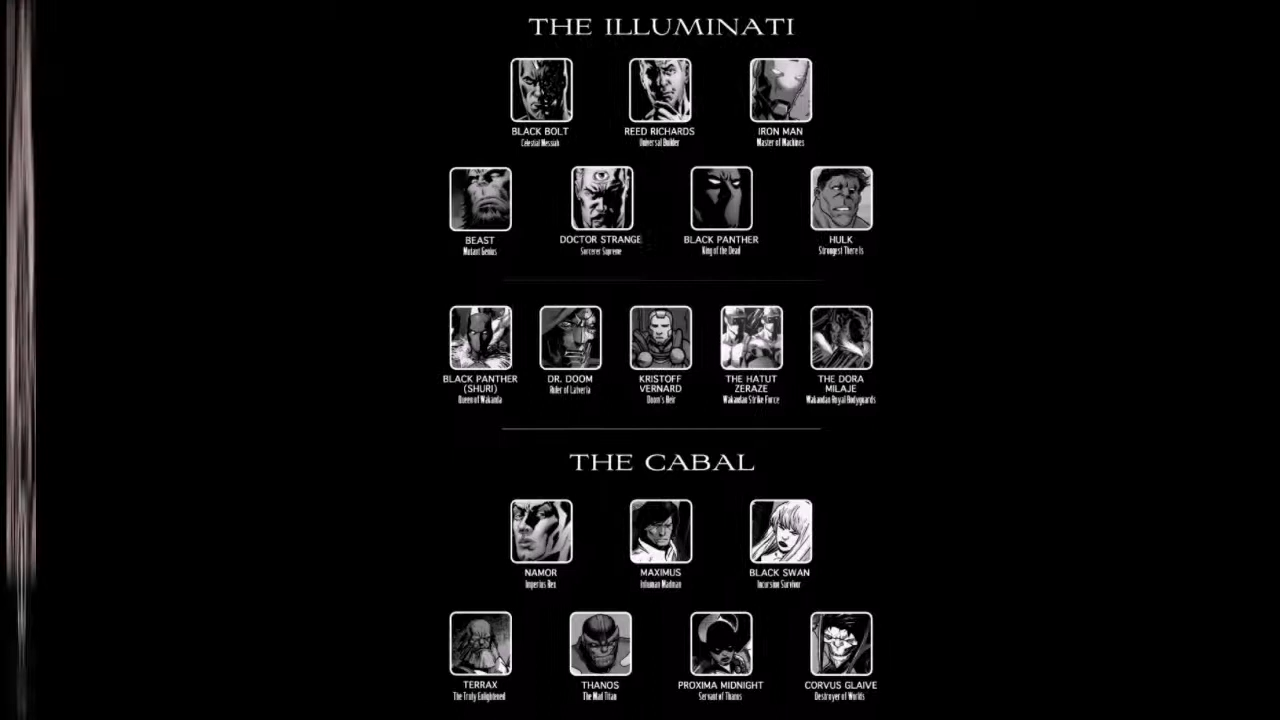 THE ILLUMINATI
BLACK BOLT REED RICHARDS IRON MAN
Celestial Messiah Universal Builder Master of Machines
BEAST DOCTOR STRANGE BLACK PANTHER HULK
Mutant Genius Sorcerer Supreme King of the Dead Strongest There Is
BLACK PANTHER (SHURI)
Queen of Wakanda
DR. DOOM
Ruler of Latveria
KRISTOFF
VERNARD
Doom's Heir
THE HATUT
ZERAZE
Wakandan Strike Force
THE DORA
MILAJE
Wakandan Royal Bodyguards
THE CABAL
NAMOR MAXIMUS BLACK SWAN
Imperius Rex Inhuman Madman Incursion Survivor
TERRAX THANOS PROXIMA MIDNIGHT CORVUS GLAIVE
The Truly Enlightened The Mad Titan Servant of Thanos Destroyer of Worlds